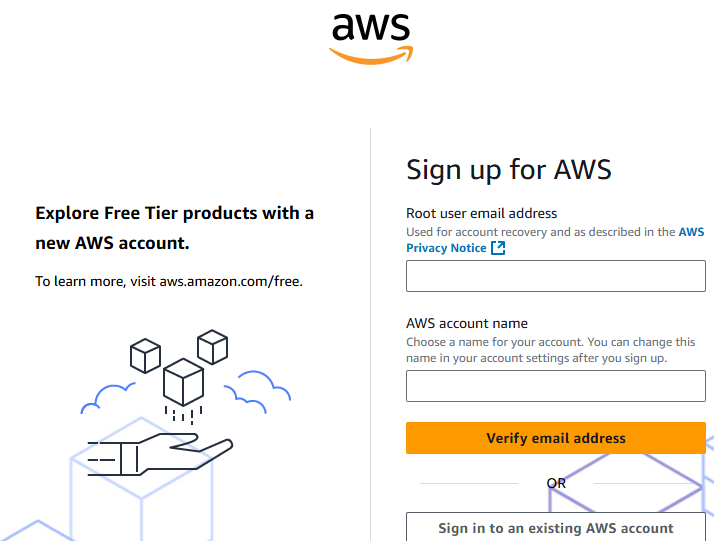 aws
Explore Free Tier products with a
new AWS account.
To learn more, visit aws.amazon.com/free.
Sign up for AWS
Root user email address
Used for account recovery and as described in the AWS
Privacy Notice
AWS account name
Choose a name for your account. You can change this
name in your account settings after you sign up.
Verify email address
OR
Sign in to an existing AWS account